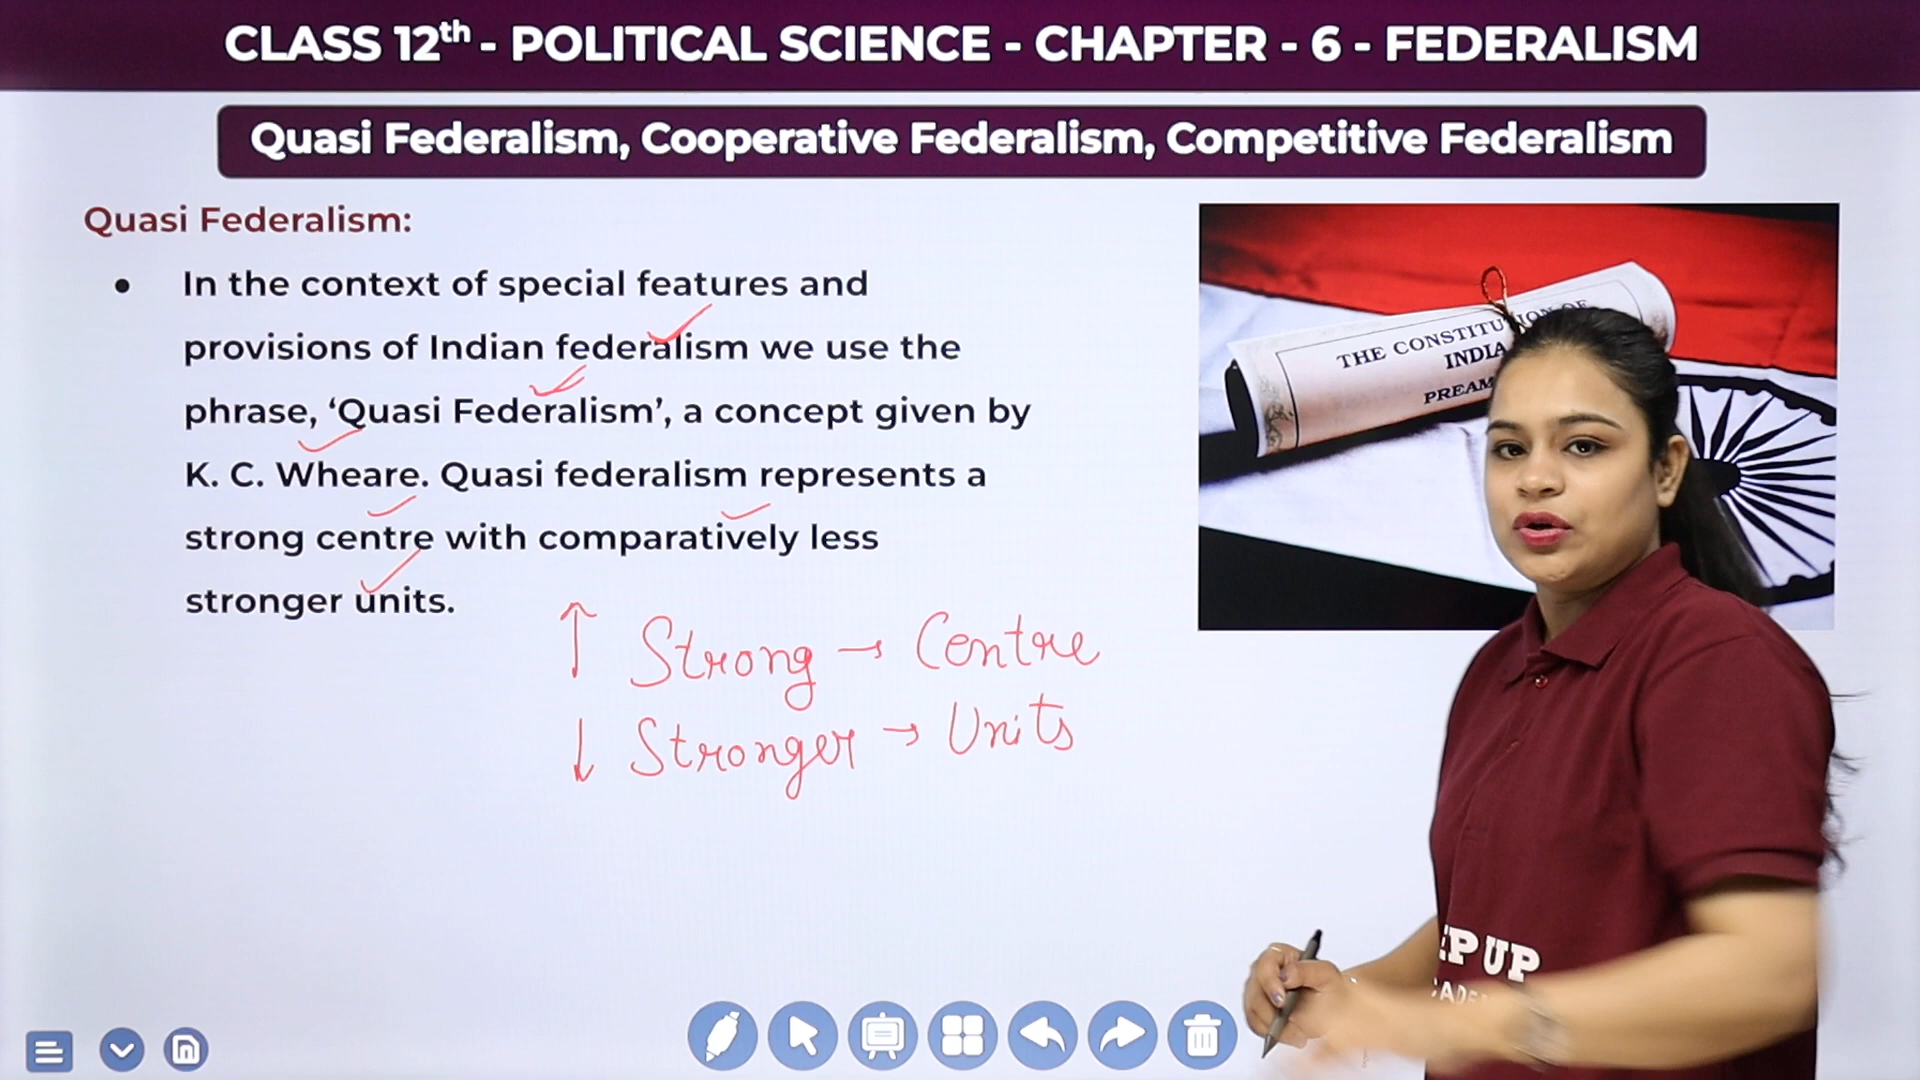 CLASS 12th - POLITICAL SCIENCE - CHAPTER - 6 - FEDERALISM
Quasi Federalism, Cooperative Federalism, Competitive Federalism
Quasi Federalism:
• In the context of special features and
provisions of Indian federalism we use the
phrase, ‘Quasi Federalism’, a concept given by
K. C. Wheare. Quasi federalism represents a
strong centre with comparatively less
stronger units.
↑ Strong → Centre
↓ Stronger → Units
THE CONSTITUTION OF
INDIA
PREAM
EP UP